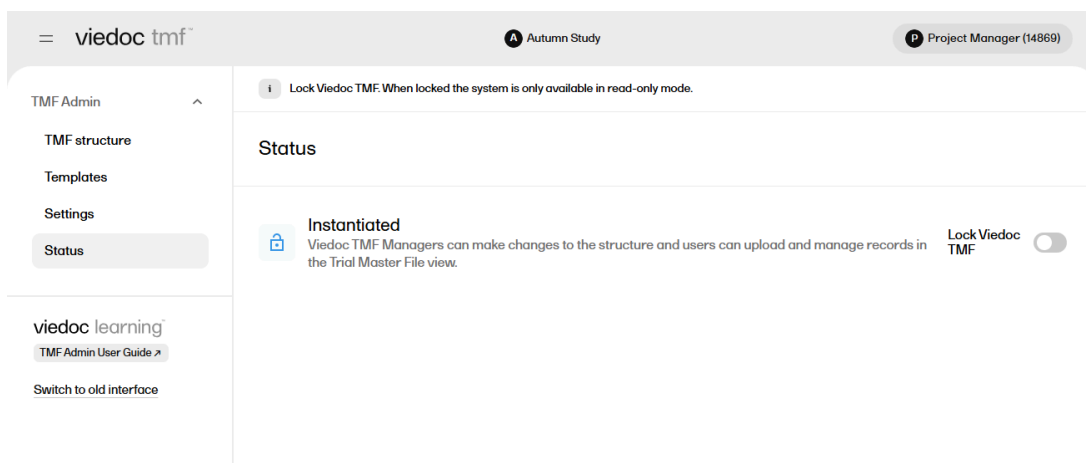 viedoc tmf™
A Autumn Study
P Project Manager (14869)
TMF Admin
TMF structure
Templates
Settings
Status
viedoc learning
TMF Admin User Guide ↗
Switch to old interface
i Lock Viedoc TMF. When locked the system is only available in read-only mode.
Status
Instantiated
Viedoc TMF Managers can make changes to the structure and users can upload and manage records in
the Trial Master File view.
Lock Viedoc
TMF